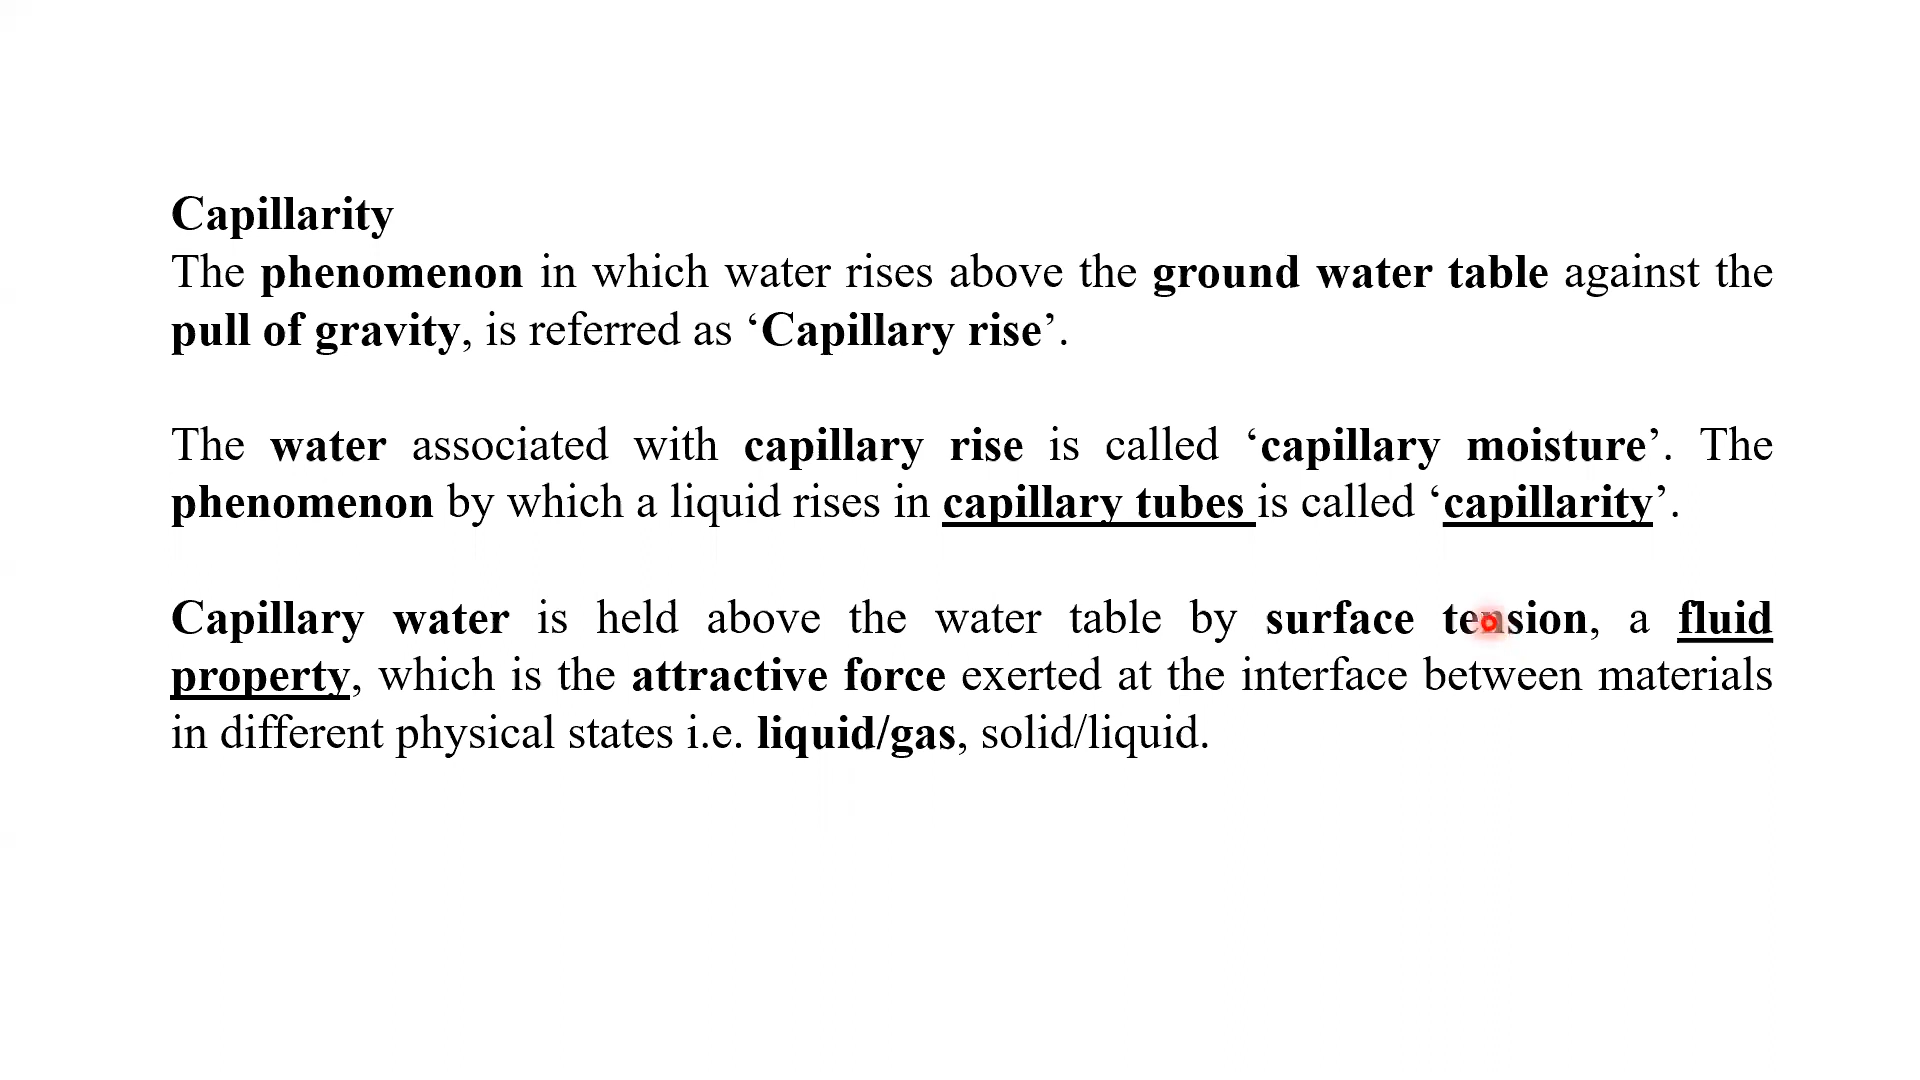 Capillarity
The phenomenon in which water rises above the ground water table against the
pull of gravity, is referred as ‘Capillary rise’.
The water associated with capillary rise is called ‘capillary moisture’. The
phenomenon by which a liquid rises in capillary tubes is called ‘capillarity’.
Capillary water is held above the water table by surface tension, a fluid
property, which is the attractive force exerted at the interface between materials
in different physical states i.e. liquid/gas, solid/liquid.